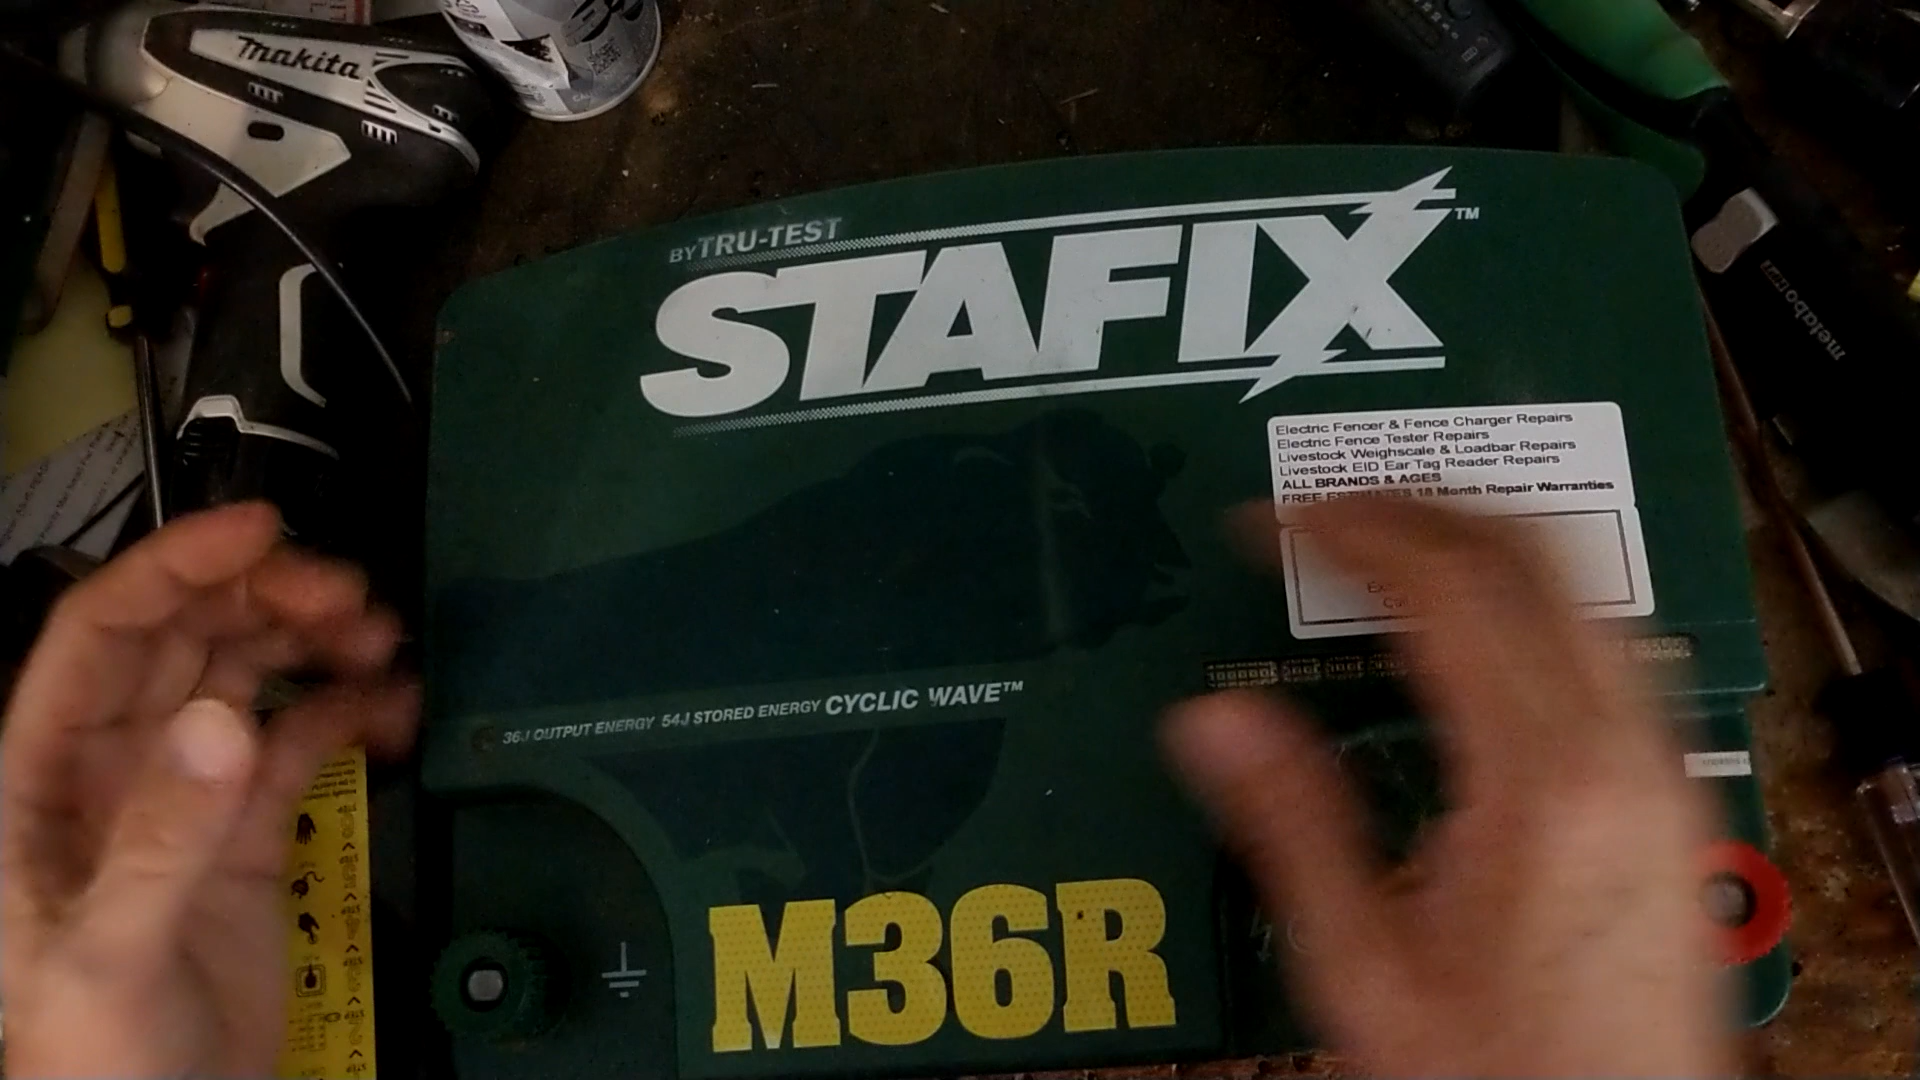 makita
BY TRU-TEST
STAFIX™
metabo
Electric Fencer & Fence Charger Repairs
Electric Fence Tester Repairs
Livestock Weighscale & Loadbar Repairs
Livestock EID Ear Tag Reader Repairs
ALL BRANDS & AGES
FREE ESTIMATES 18 Month Repair Warranties
36J OUTPUT ENERGY 54J STORED ENERGY CYCLIC WAVE™
M36R